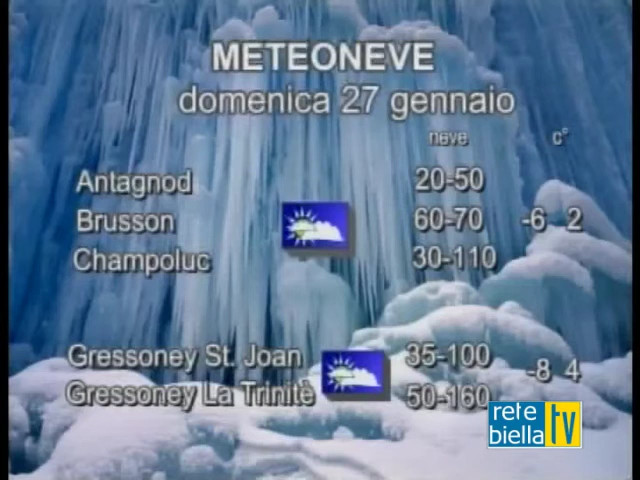 METEONEVE
domenica 27 gennaio
neve c°
Antagnod 20-50
Brusson 60-70 -6 2
Champoluc 30-110
Gressoney St. Joan 35-100
-8 4
Gressoney La Trinitè 50-160
rete
biella tv